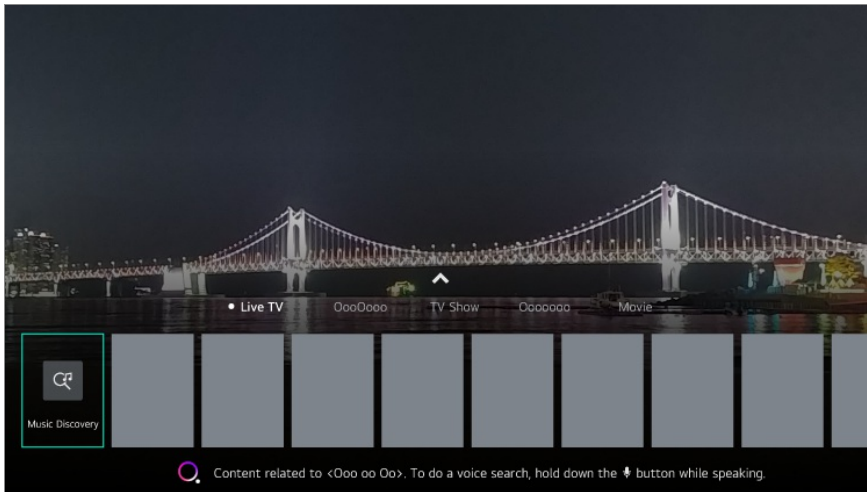 Live TV OooOooo TV Show Ooooooo Movie
Music Discovery
Content related to <Ooo oo Oo>. To do a voice search, hold down the button while speaking.